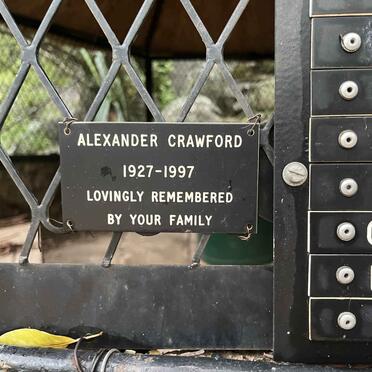 ALEXANDER CRAWFORD
1927-1997
LOVINGLY REMEMBERED
BY YOUR FAMILY